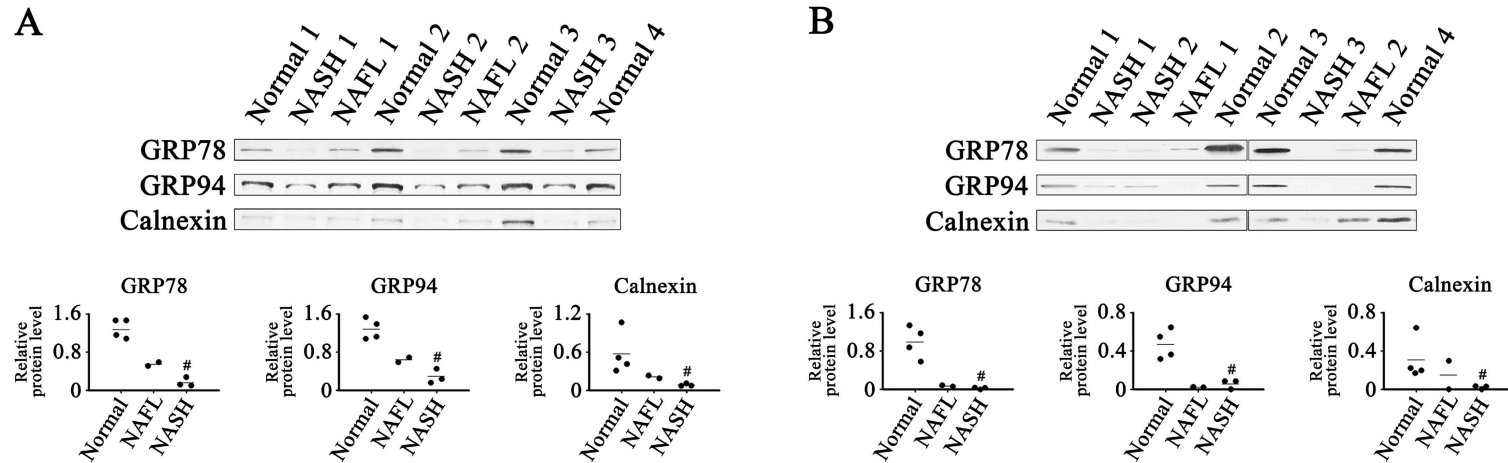 A
Normal 1 NASH 1 NAFL 1 Normal 2 NASH 2 NAFL 2 Normal 3 NASH 3 Normal 4
GRP78
GRP94
Calnexin
GRP78
Relative protein level
1.6
0.8
0
#
Normal NAFL NASH
GRP94
Relative protein level
1.6
0.8
0
#
Normal NAFL NASH
Calnexin
Relative protein level
1.2
0.6
0
#
Normal NAFL NASH
B
Normal 1 NASH 1 NASH 2 NAFL 1 Normal 2 Normal 3 NASH 3 NAFL 2 Normal 4
GRP78
GRP94
Calnexin
GRP78
Relative protein level
1.6
0.8
0
#
Normal NAFL NASH
GRP94
Relative protein level
0.8
0.4
0
#
Normal NAFL NASH
Calnexin
Relative protein level
0.8
0.4
0
#
Normal NAFL NASH